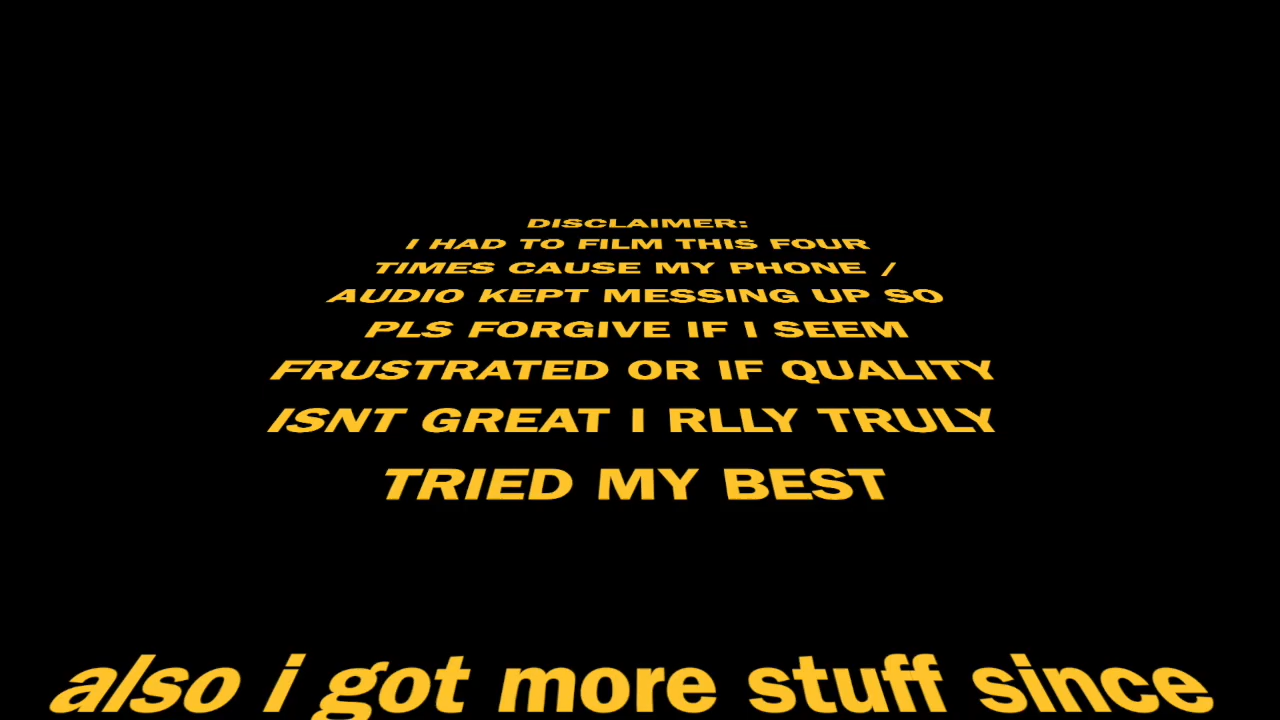 DISCLAIMER:
I HAD TO FILM THIS FOUR
TIMES CAUSE MY PHONE /
AUDIO KEPT MESSING UP SO
PLS FORGIVE IF I SEEM
FRUSTRATED OR IF QUALITY
ISNT GREAT I RLLY TRULY
TRIED MY BEST
also i got more stuff since